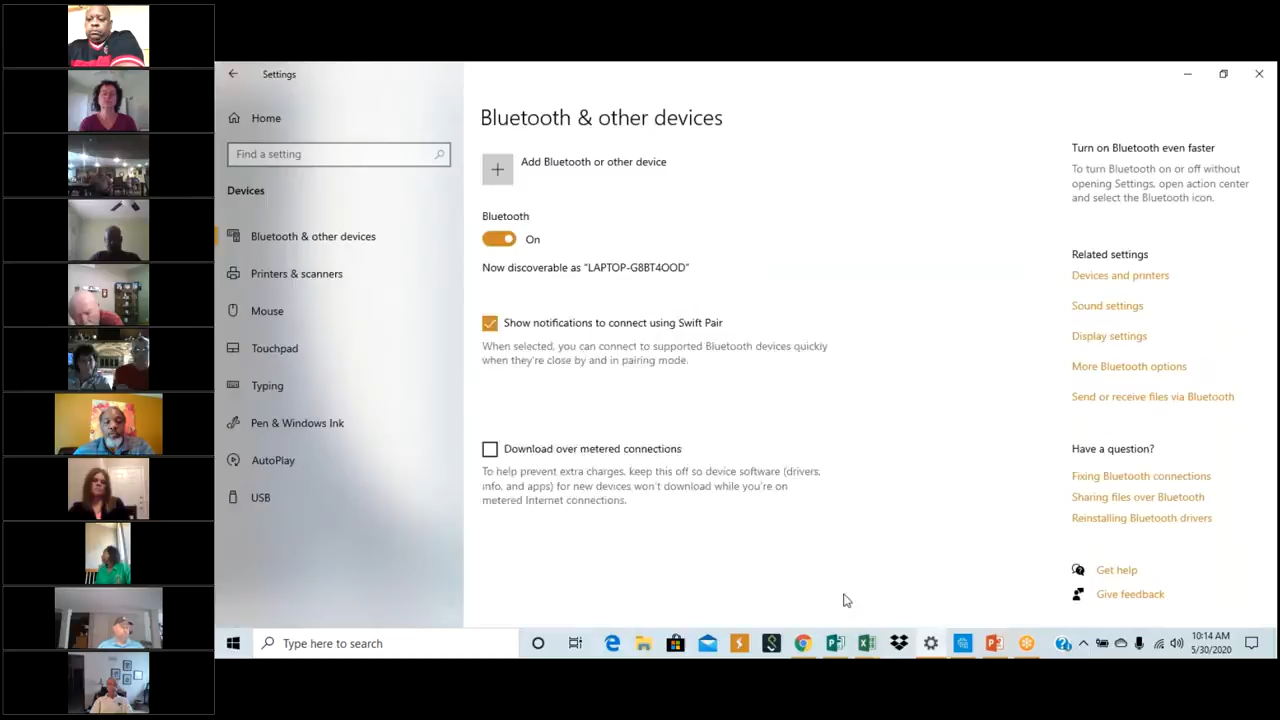 Settings
Home
Find a setting
Devices
Bluetooth & other devices
Printers & scanners
Mouse
Touchpad
Typing
Pen & Windows Ink
AutoPlay
USB
Bluetooth & other devices
Add Bluetooth or other device
Bluetooth
On
Now discoverable as “LAPTOP-G8BT4OOD”
Show notifications to connect using Swift Pair
When selected, you can connect to supported Bluetooth devices quickly
when they're close by and in pairing mode.
Download over metered connections
To help prevent extra charges, keep this off so device software (drivers,
info, and apps) for new devices won't download while you're on
metered Internet connections.
Turn on Bluetooth even faster
To turn Bluetooth on or off without
opening Settings, open action center
and select the Bluetooth icon.
Related settings
Devices and printers
Sound settings
Display settings
More Bluetooth options
Send or receive files via Bluetooth
Have a question?
Fixing Bluetooth connections
Sharing files over Bluetooth
Reinstalling Bluetooth drivers
Get help
Give feedback
Type here to search
10:14 AM
5/30/2020